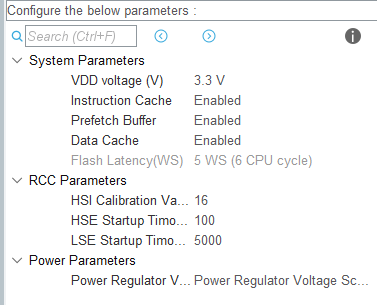 Configure the below parameters :
Search (Ctrl+F)
System Parameters
VDD voltage (V) 3.3 V
Instruction Cache Enabled
Prefetch Buffer Enabled
Data Cache Enabled
Flash Latency(WS) 5 WS (6 CPU cycle)
RCC Parameters
HSI Calibration Va... 16
HSE Startup Timo... 100
LSE Startup Timo... 5000
Power Parameters
Power Regulator V... Power Regulator Voltage Sc...